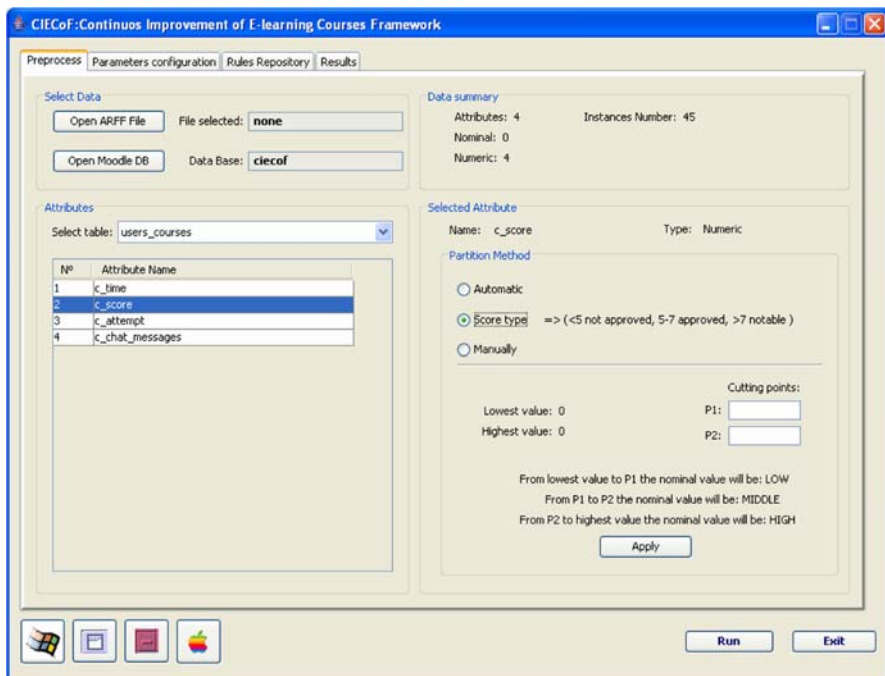 CIECoF:Continuos Improvement of E-learning Courses Framework
Preprocess Parameters configuration Rules Repository Results
Select Data
Open ARFF File File selected: none
Open Moodle DB Data Base: ciecof
Data summary
Attributes: 4 Instances Number: 45
Nominal: 0
Numeric: 4
Attributes
Select table: users_courses
Nº Attribute Name
1 c_time
2 c_score
3 c_attempt
4 c_chat_messages
Selected Attribute
Name: c_score Type: Numeric
Partition Method
Automatic
Score type => (<5 not approved, 5-7 approved, >7 notable )
Manually
Cutting points:
Lowest value: 0 P1:
Highest value: 0 P2:
From lowest value to P1 the nominal value will be: LOW
From P1 to P2 the nominal value will be: MIDDLE
From P2 to highest value the nominal value will be: HIGH
Apply
Run Exit